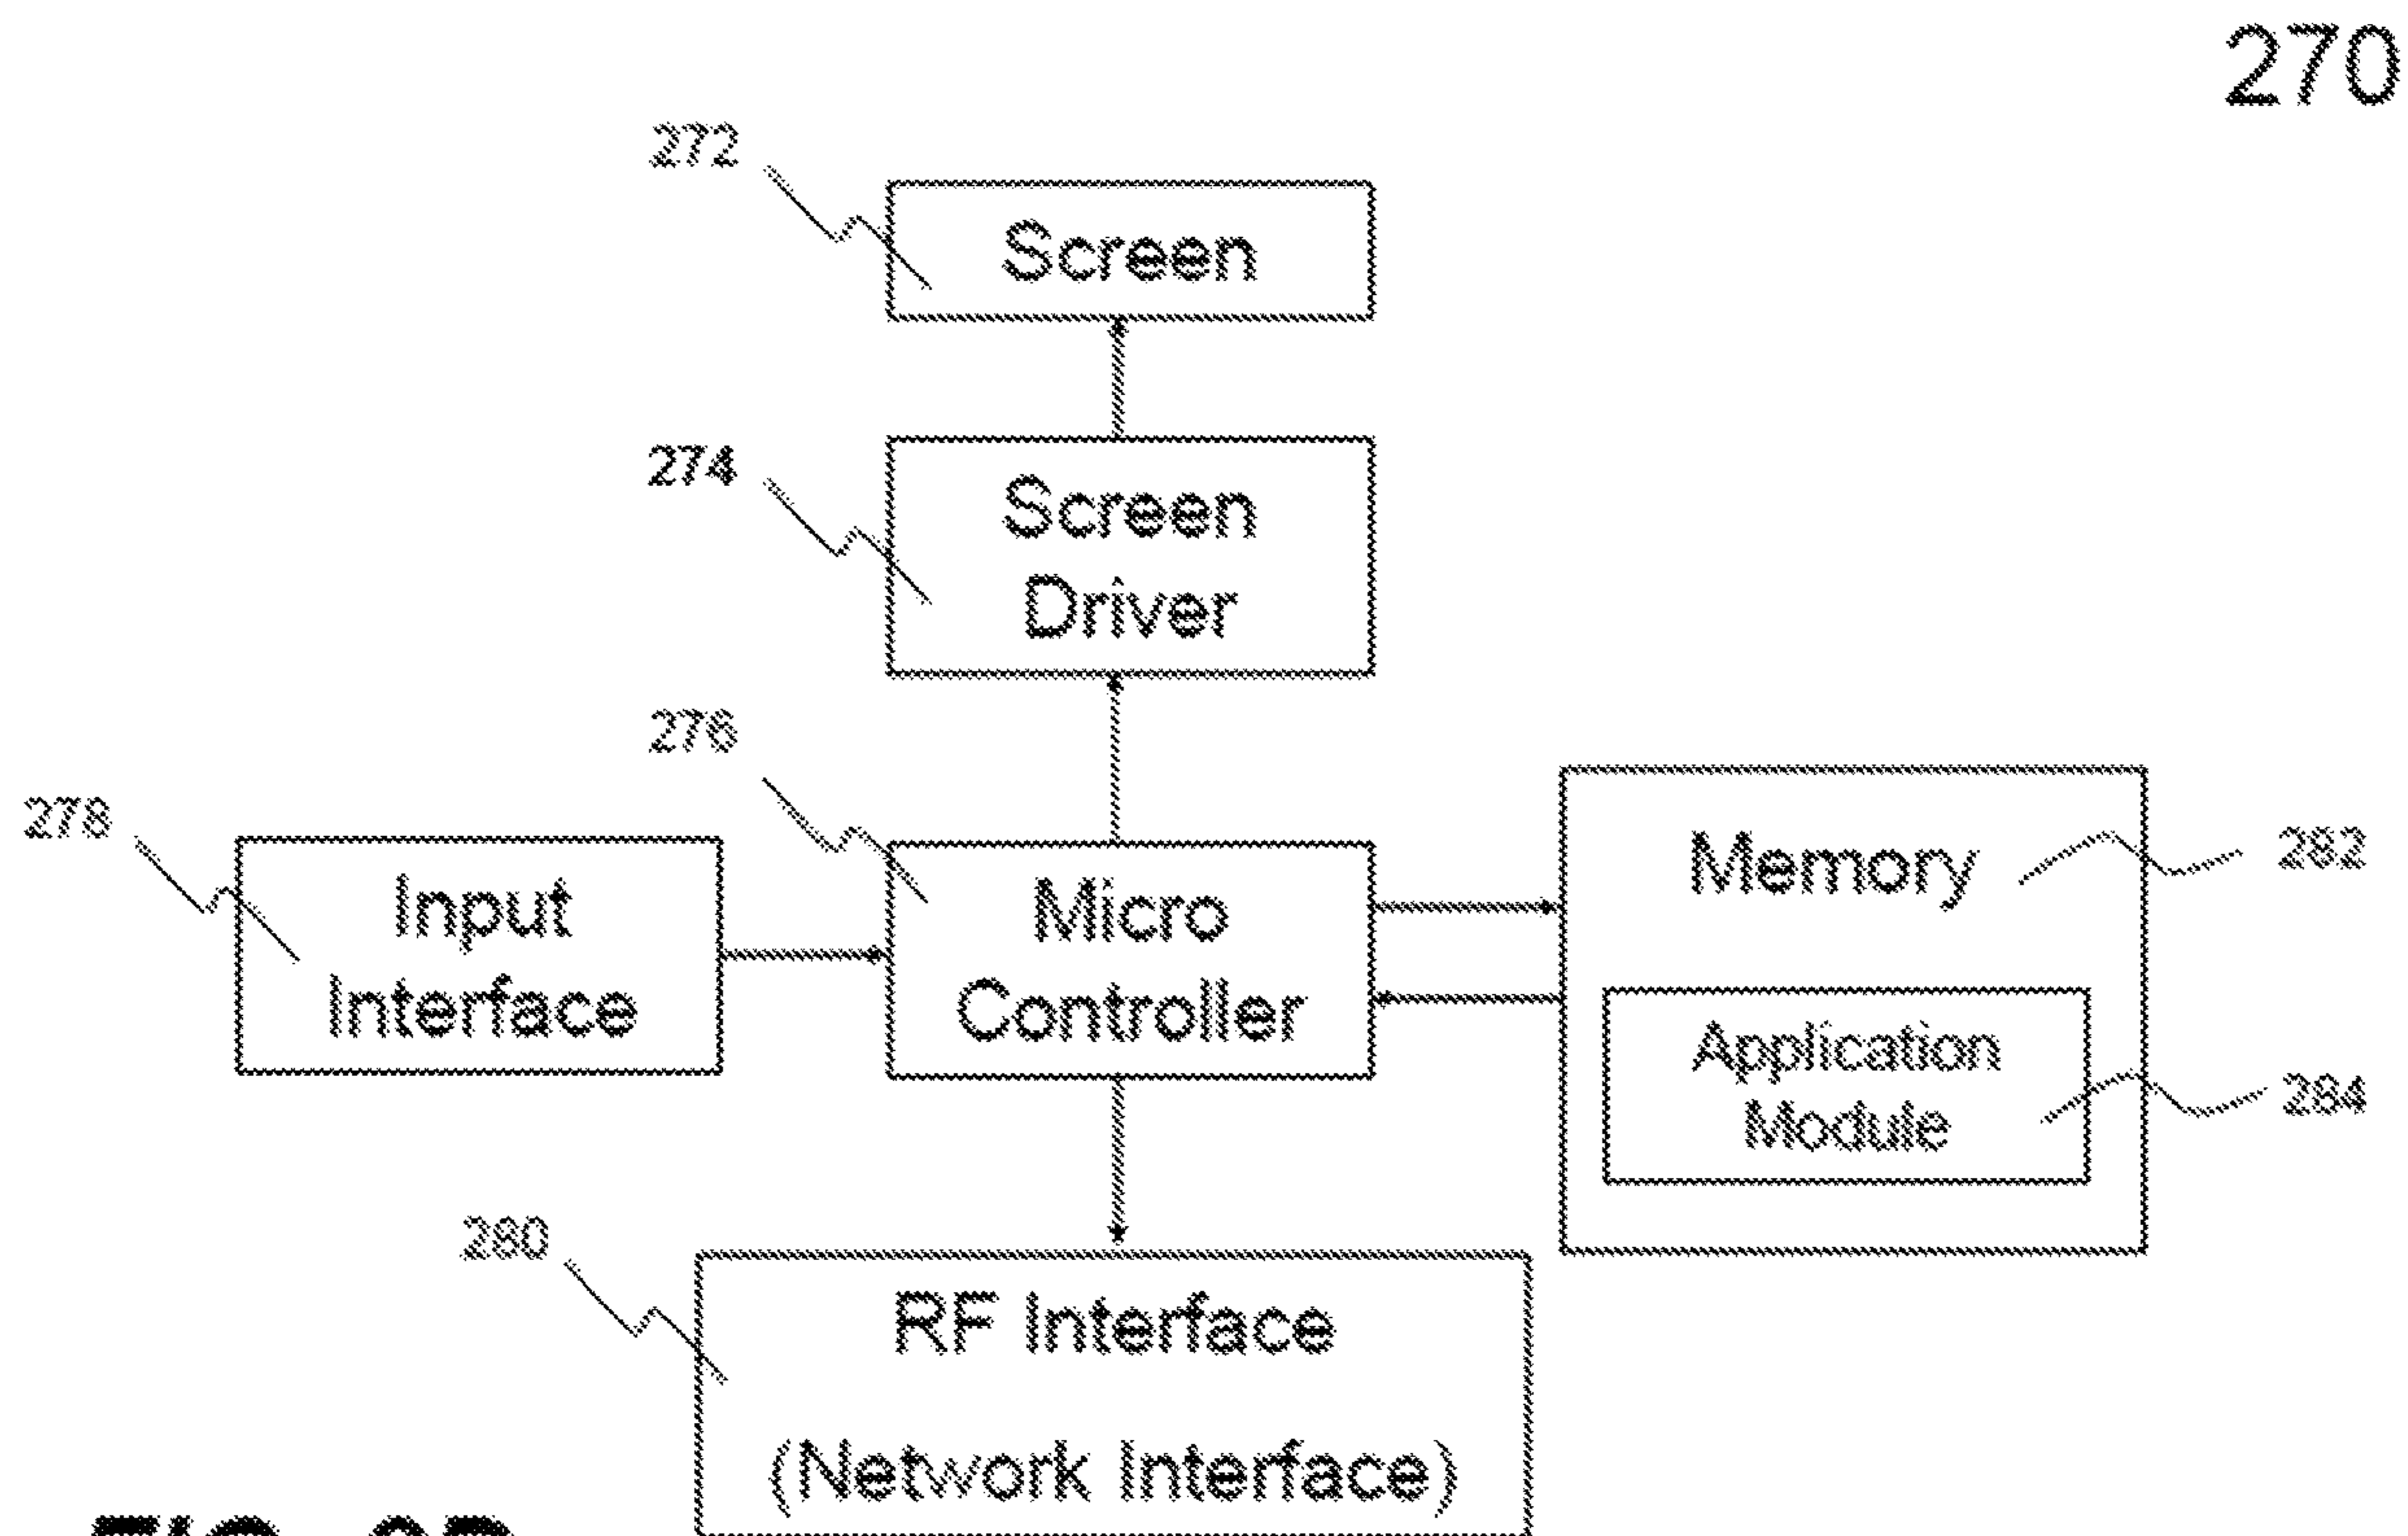 270
272
Screen
274
Screen
Driver
276
278
Input
Interface
Micro
Controller
Memory
282
Application
Module
284
280
RF Interface
(Network Interface)